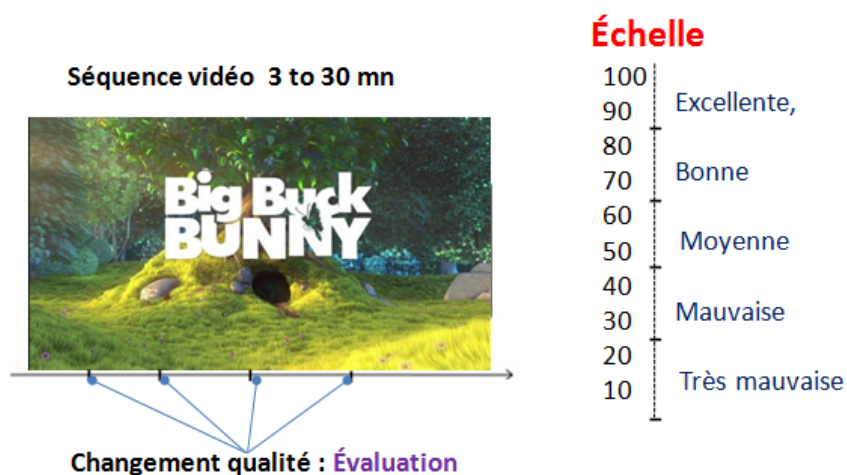 Échelle
Séquence vidéo 3 to 30 mn
Big Buck
BUNNY
100
90
Excellente,
80
70
Bonne
60
50
Moyenne
40
30
Mauvaise
20
10
Très mauvaise
Changement qualité : Évaluation